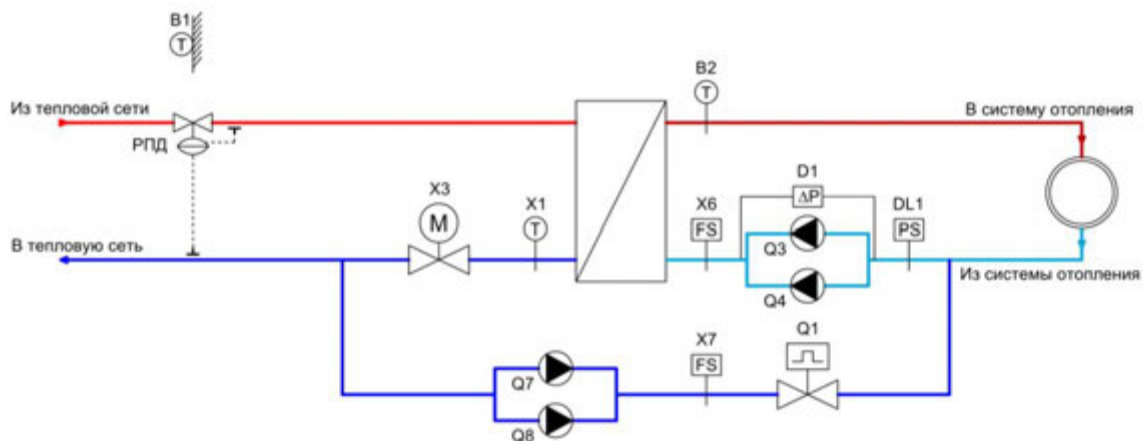 B1
T
B2
T
Из тепловой сети
В систему отопления
РПД
D1
ΔP
X3
M
X1
T
X6
FS
DL1
PS
Q3
В тепловую сеть
Из системы отопления
Q4
X7
FS
Q1
Q7
Q8